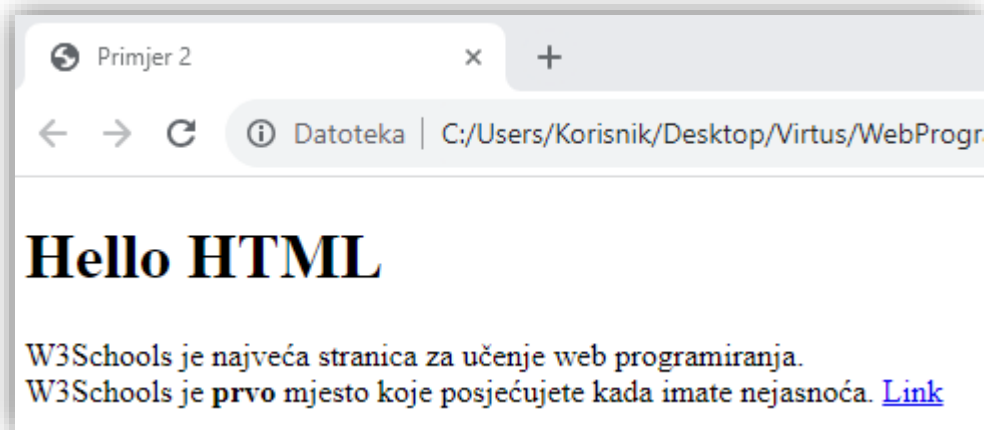 Primjer 2
Datoteka | C:/Users/Korisnik/Desktop/Virtus/WebProgr
Hello HTML
W3Schools je najveća stranica za učenje web programiranja.
W3Schools je prvo mjesto koje posjećujete kada imate nejasnoća. Link